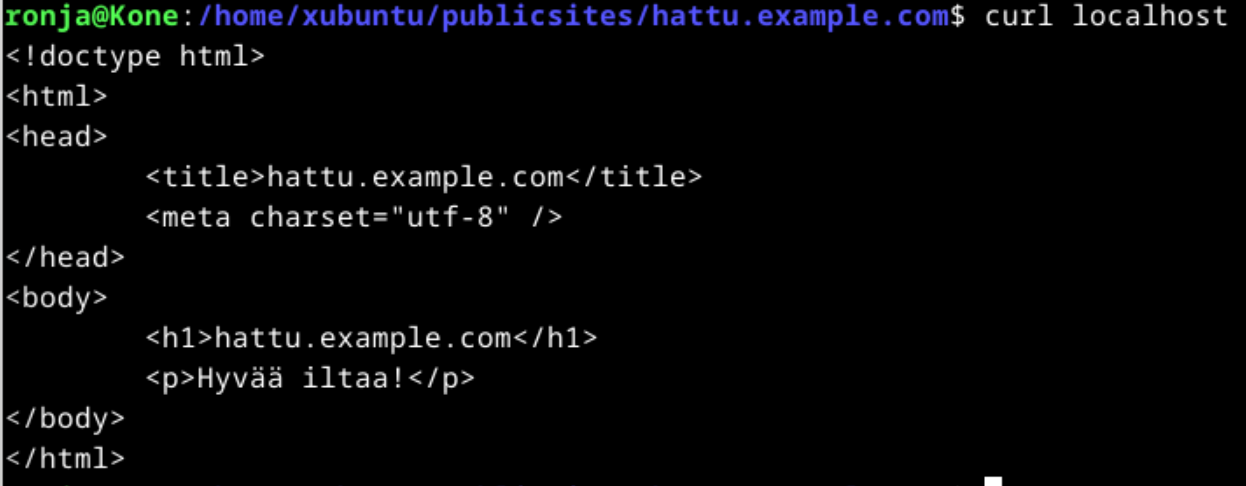 ronja@Kone:/home/xubuntu/publicsites/hattu.example.com$ curl localhost
<!doctype html>
<html>
<head>
        <title>hattu.example.com</title>
        <meta charset="utf-8" />
</head>
<body>
        <h1>hattu.example.com</h1>
        <p>Hyvää iltaa!</p>
</body>
</html>